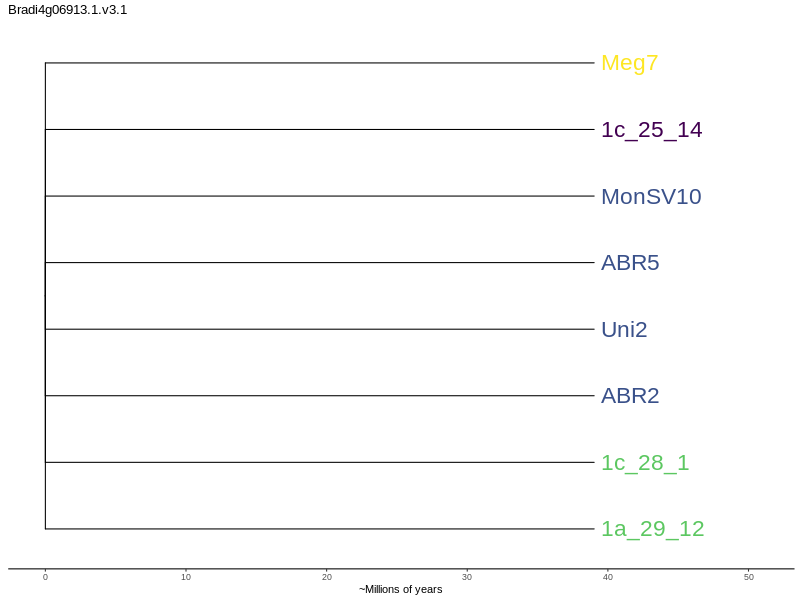 Bradi4g06913.1.v3.1
Meg7
1c_25_14
MonSV10
ABR5
Uni2
ABR2
1c_28_1
1a_29_12
0 10 20 30 40 50
~Millions of years